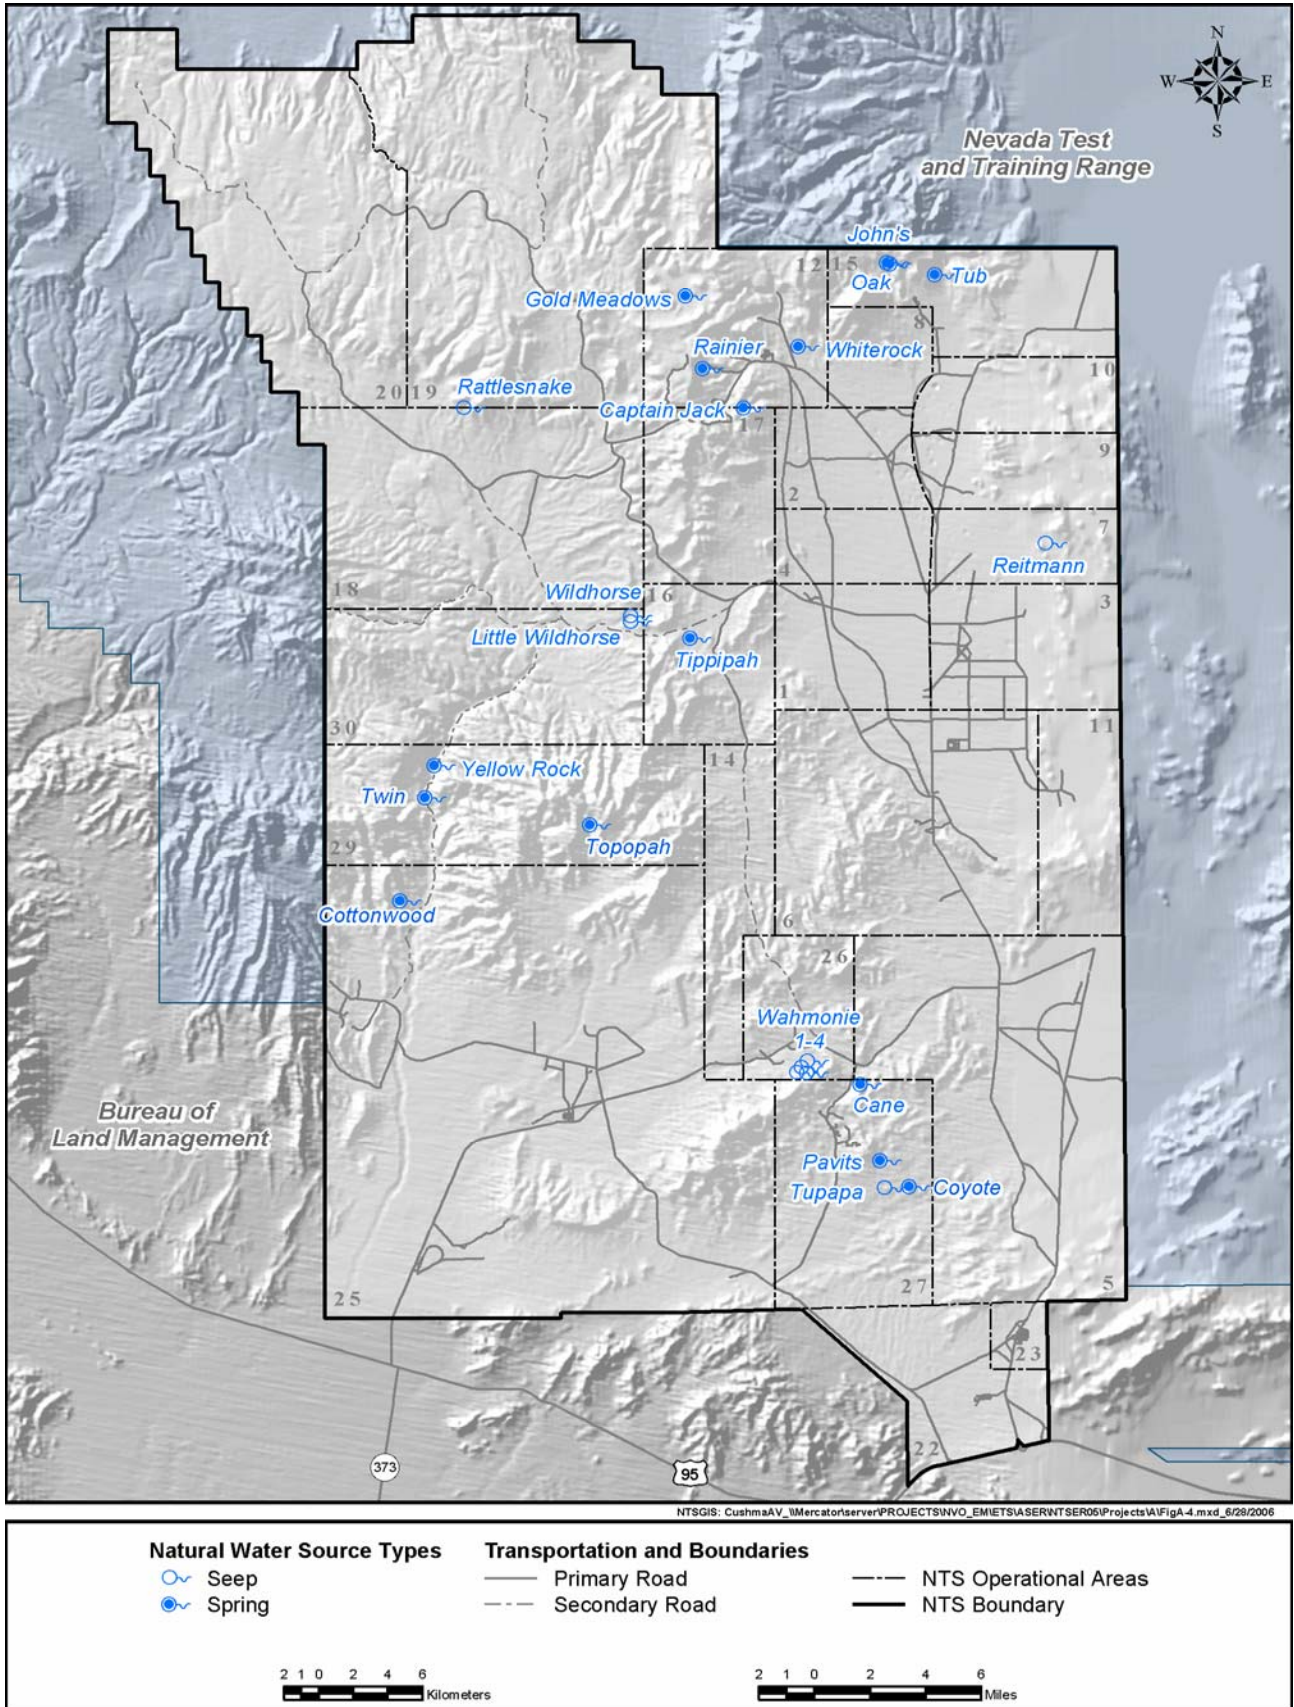 N
W E
S
Nevada Test
and Training Range
John's
12 15
Oak
Tub
Gold Meadows
8
Rainier
Whiterock
10
20 19
Rattlesnake
Captain Jack
17
9
2
7
Reitmann
4
18
Wildhorse
16
3
Little Wildhorse
Tippipah
1
30
11
14
Yellow Rock
Twin
Topopah
29
Cottonwood
6
26
Wahmonie
1-4
Cane
Bureau of
Land Management
Pavits
Tupapa
Coyote
25
27
5
23
22
373
95
NTSGIS: CushmaAV_\\Mercator\server\PROJECTS\NVO_EM\ETS\ASER\NTSER05\Projects\A\FigA-4.mxd_6/28/2006
Natural Water Source Types
Seep
Spring
Transportation and Boundaries
Primary Road
Secondary Road
NTS Operational Areas
NTS Boundary
2 1 0 2 4 6
Kilometers
2 1 0 2 4 6
Miles